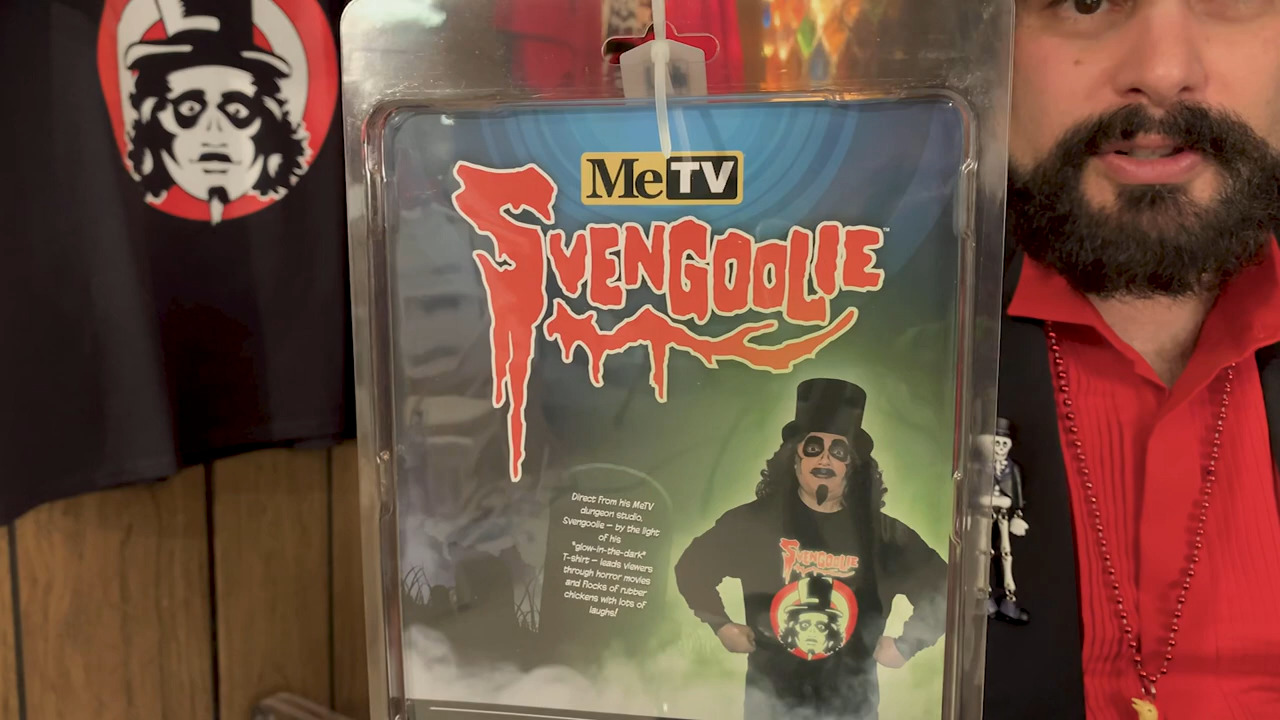 MeTV
SVENGOOLIE™
Direct from his MeTV
dungeon studio,
Svengoolie – by the light
of his
"glow-in-the-dark"
T-shirt – leads viewers
through horror movies
and flocks of rubber
chickens with lots of
laughs!
SVENGOOLIE